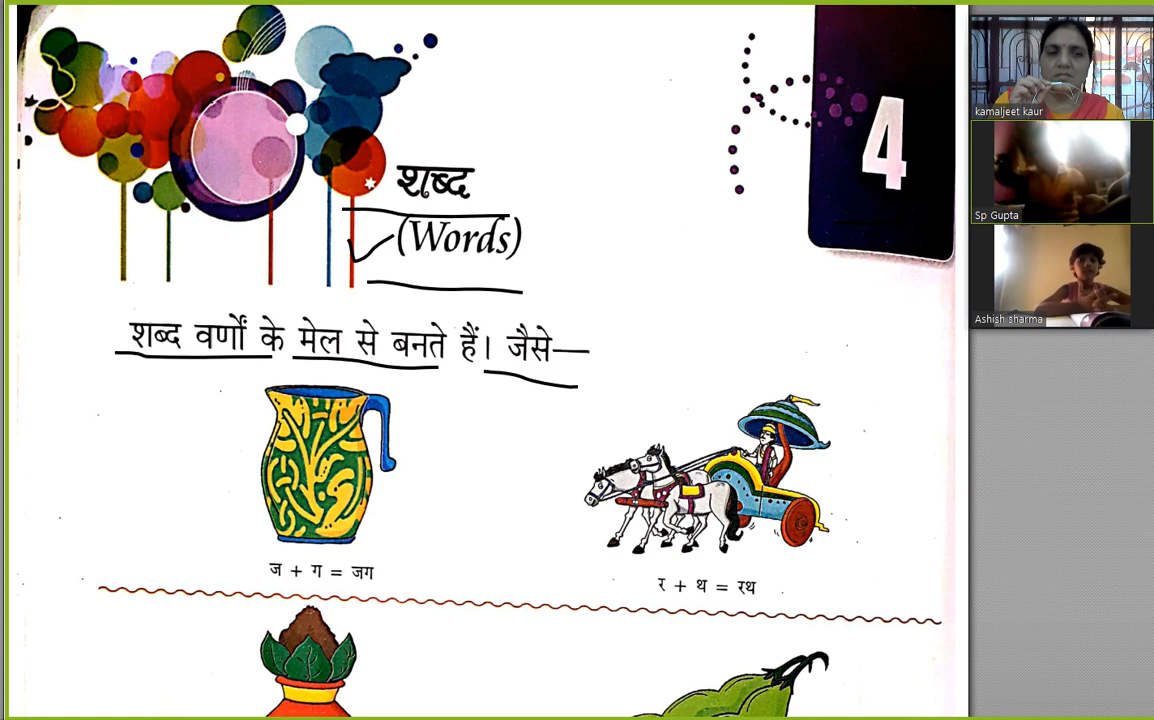 4
शब्द
(Words)
शब्द वर्णों के मेल से बनते हैं। जैसे—
ज + ग = जग
र + थ = रथ
kamaljeet kaur
Sp Gupta
Ashish sharma